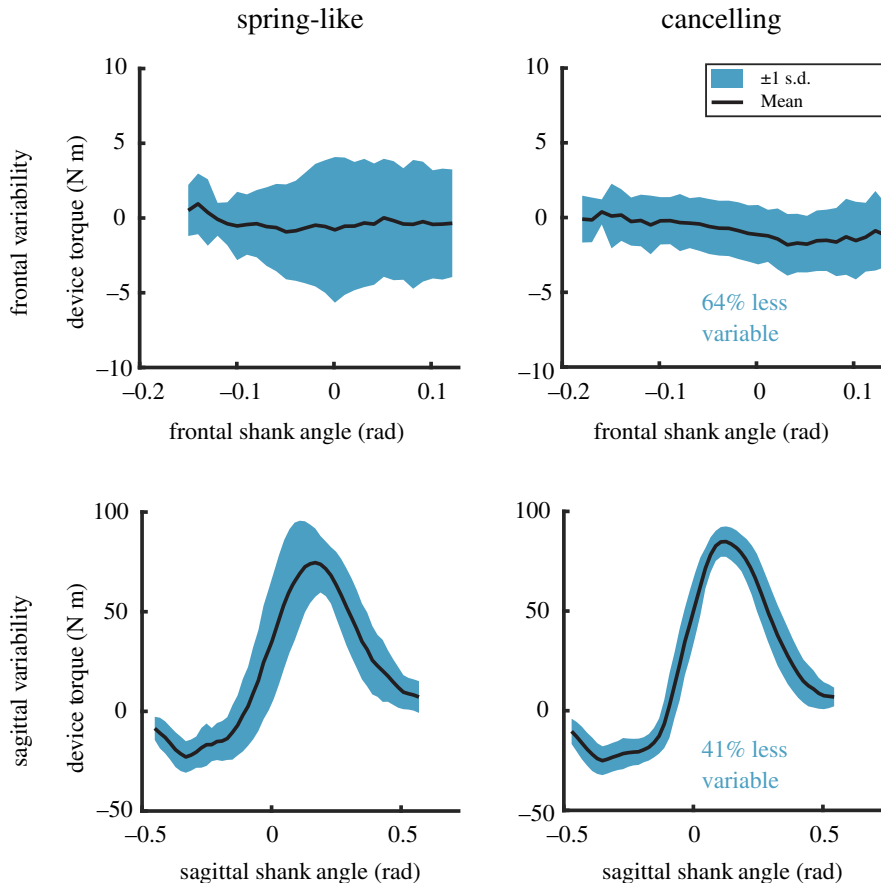 spring-like
cancelling
frontal variability
device torque (N m)
10
5
0
−5
−10
−0.2
−0.1
0
0.1
frontal shank angle (rad)
10
5
0
−5
−10
±1 s.d.
Mean
64% less
variable
−0.2
−0.1
0
0.1
frontal shank angle (rad)
sagittal variability
device torque (N m)
100
50
0
−50
−0.5
0
0.5
sagittal shank angle (rad)
100
50
0
−50
41% less
variable
−0.5
0
0.5
sagittal shank angle (rad)